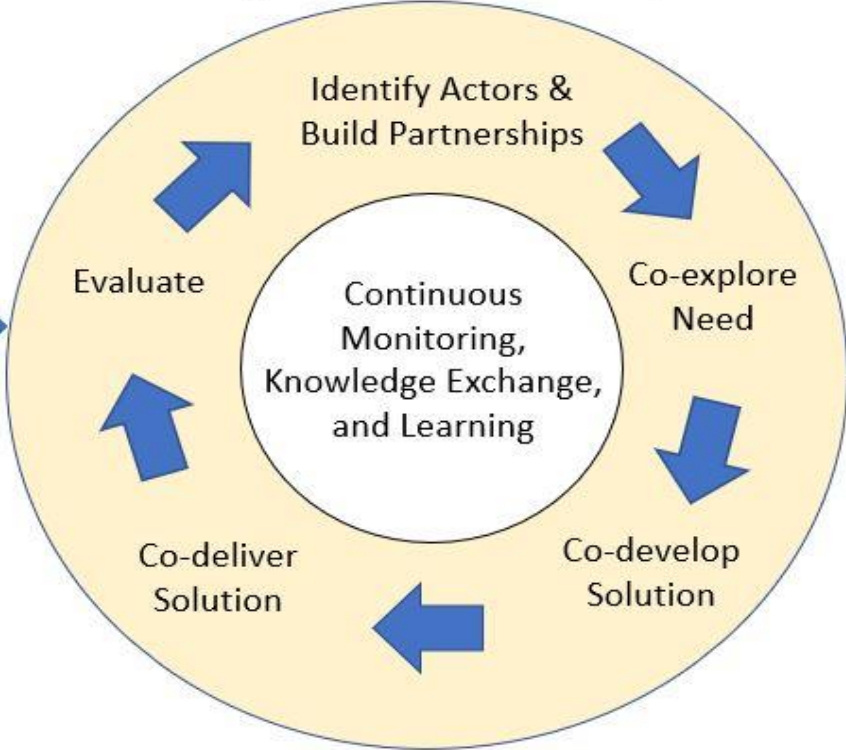 Identify Actors &
Build Partnerships
Co-explore
Need
Co-develop
Solution
Co-deliver
Solution
Evaluate
Continuous
Monitoring,
Knowledge Exchange,
and Learning